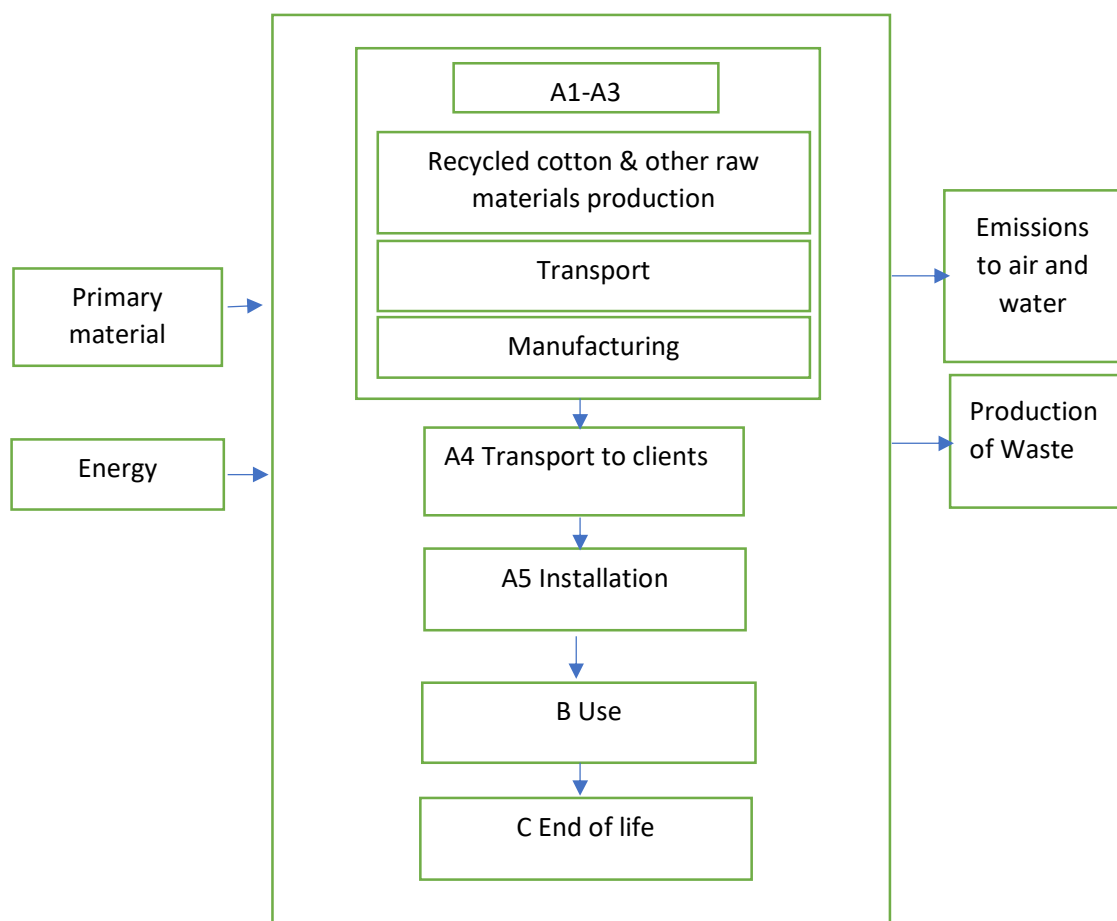 A1-A3
Recycled cotton & other raw
materials production
Transport
Manufacturing
A4 Transport to clients
A5 Installation
B Use
C End of life
Primary
material
Energy
Emissions
to air and
water
Production
of Waste